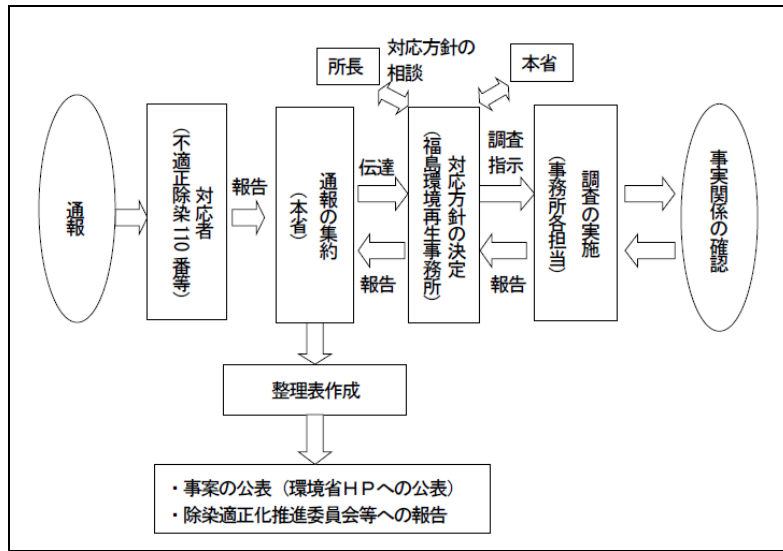 所長
対応方針の
相談
本省
通報
対応者
(不適正除染110番等)
報告
通報の集約
(本省)
伝達
報告
対応方針の決定
(福島環境再生事務所)
調査
指示
報告
調査の実施
(事務所各担当)
事実関係の確認
整理表作成
・事案の公表(環境省HPへの公表)
・除染適正化推進委員会等への報告